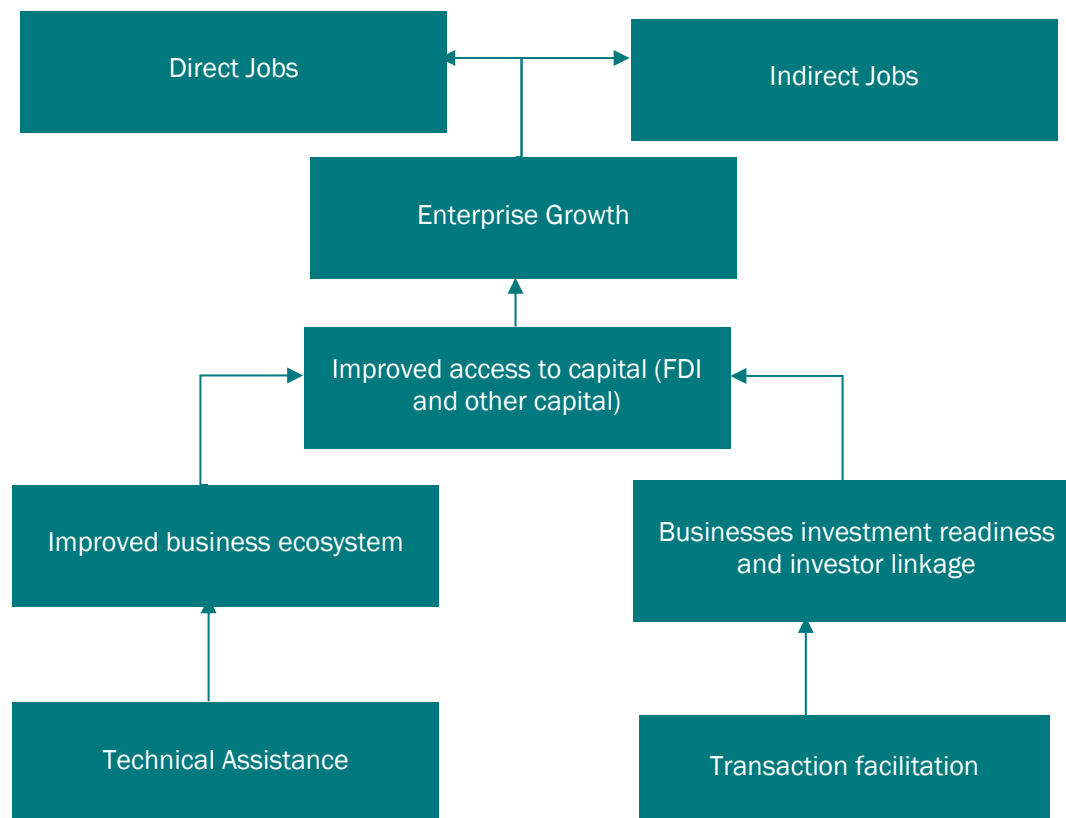 Direct Jobs
Indirect Jobs
Enterprise Growth
Improved access to capital (FDI
and other capital)
Improved business ecosystem
Businesses investment readiness
and investor linkage
Technical Assistance
Transaction facilitation